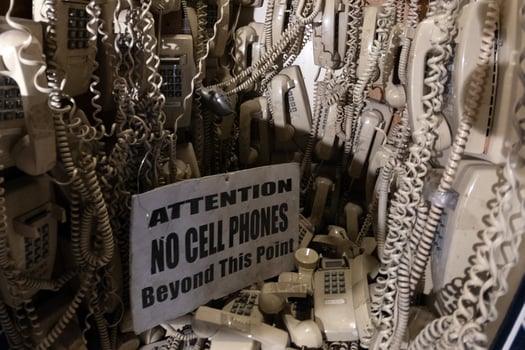 ATTENTION
NO CELL PHONES
Beyond This Point